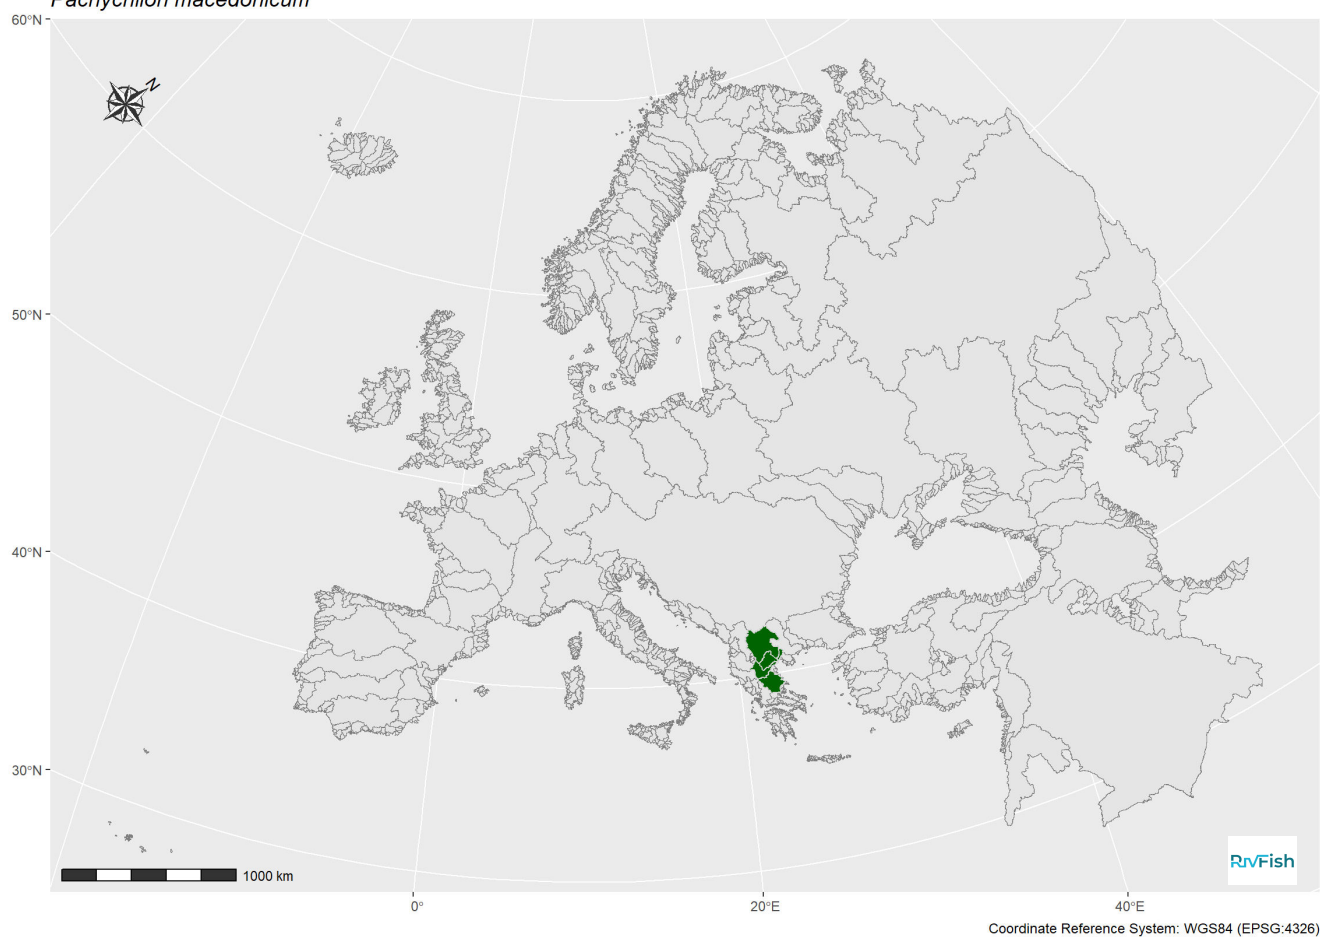 Pachychilon macedonicum
60°N
N
50°N
40°N
30°N
1000 km
RivFish
0°
20°E
40°E
Coordinate Reference System: WGS84 (EPSG:4326)